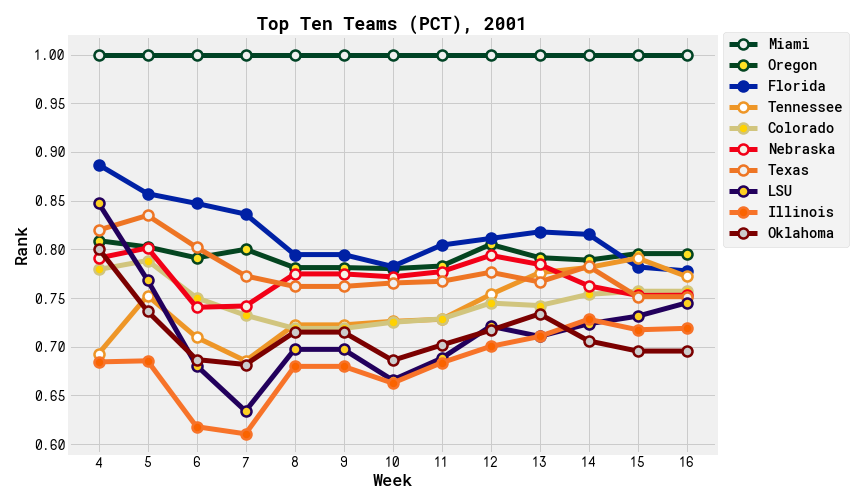 Top Ten Teams (PCT), 2001
1.00
0.95
0.90
0.85
0.80
0.75
0.70
0.65
0.60
Rank
4 5 6 7 8 9 10 11 12 13 14 15 16
Week
Miami
Oregon
Florida
Tennessee
Colorado
Nebraska
Texas
LSU
Illinois
Oklahoma